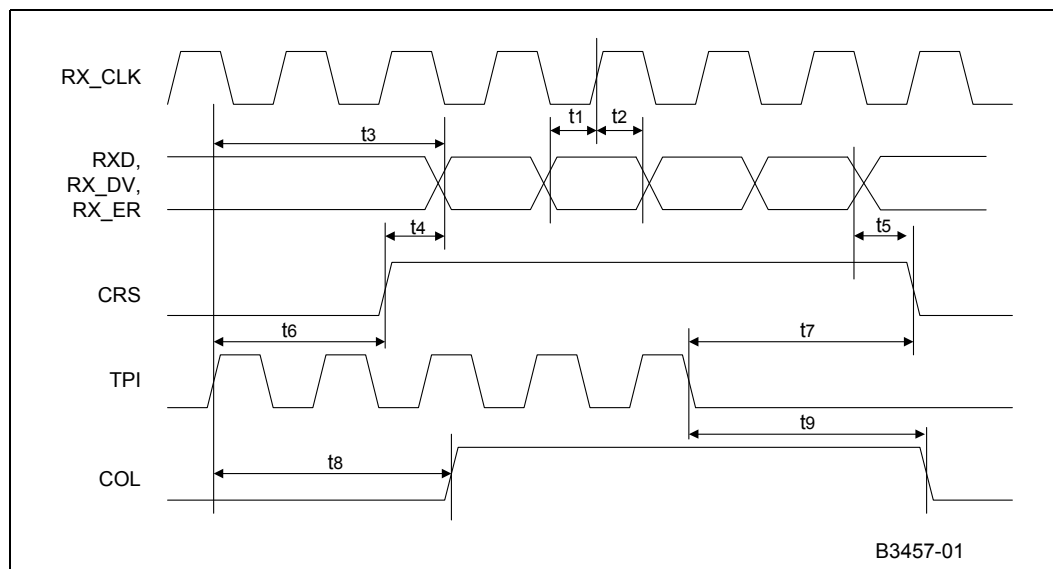 RX_CLK
t1
t2
t3
RXD,
RX_DV,
RX_ER
t4
t5
CRS
t6
t7
TPI
t9
t8
COL
B3457-01